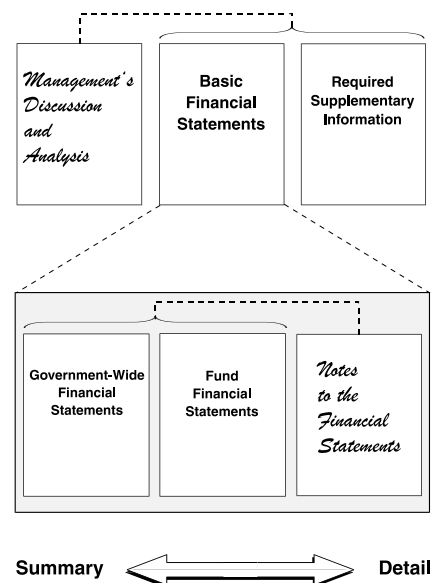 Management's
Discussion
and
Analysis
Basic
Financial
Statements
Required
Supplementary
Information
Government-Wide
Financial
Statements
Fund
Financial
Statements
Notes
to the
Financial
Statements
Summary
Detail